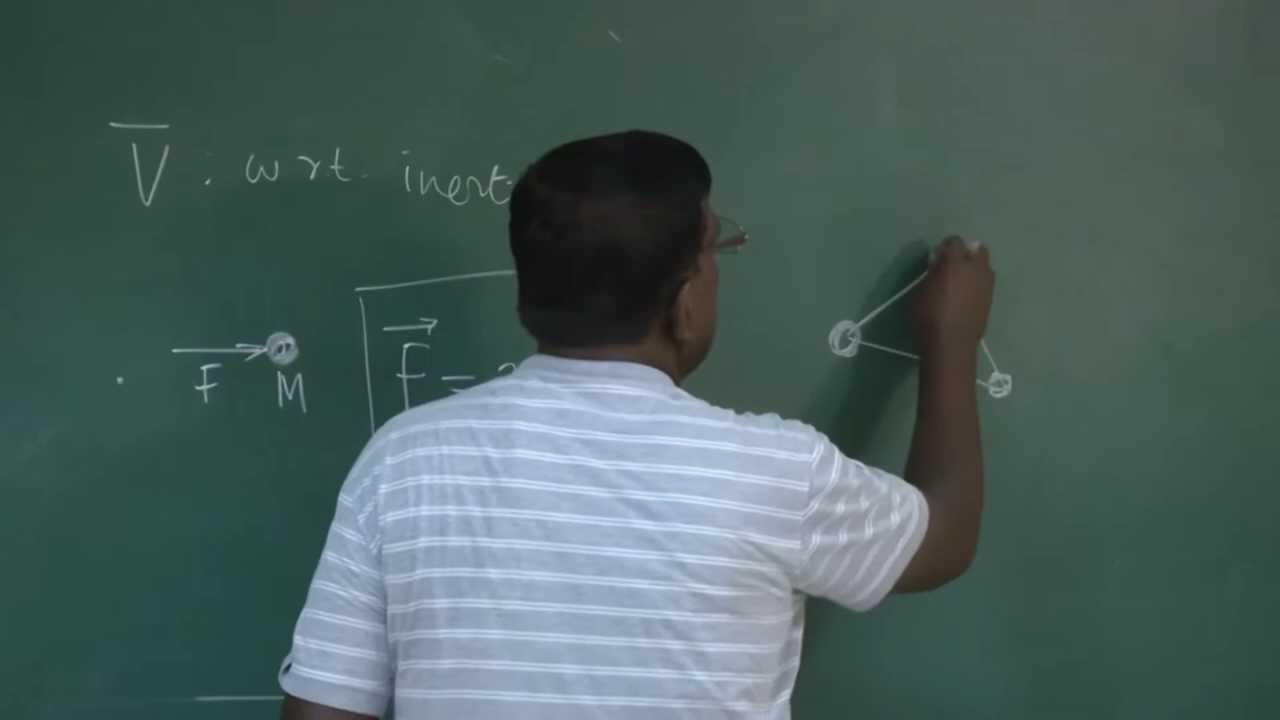 V̅ : w r t. inert
F⃗ =
F M